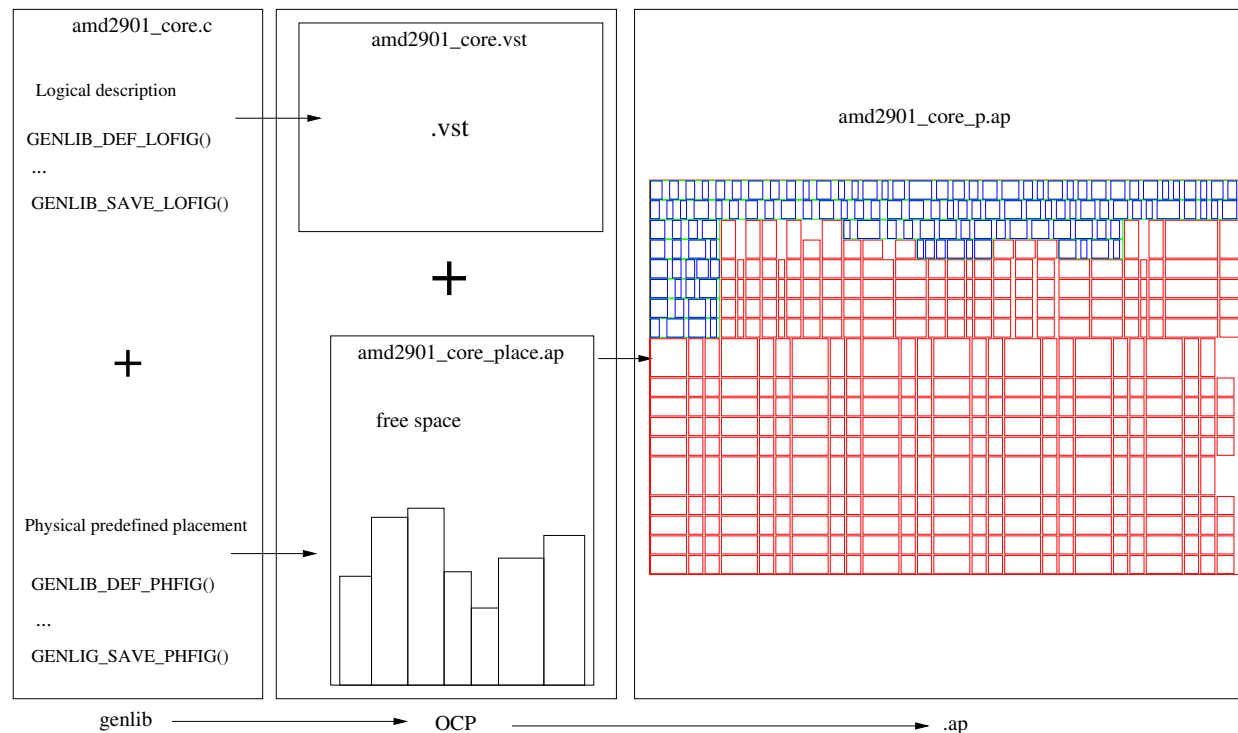 amd2901_core.c
Logical description
GENLIB_DEF_LOFIG()
...
GENLIB_SAVE_LOFIG()
+
Physical predefined placement
GENLIB_DEF_PHFIG()
...
GENLIG_SAVE_PHFIG()
amd2901_core.vst
.vst
+
amd2901_core_place.ap
free space
amd2901_core_p.ap
genlib
OCP
.ap